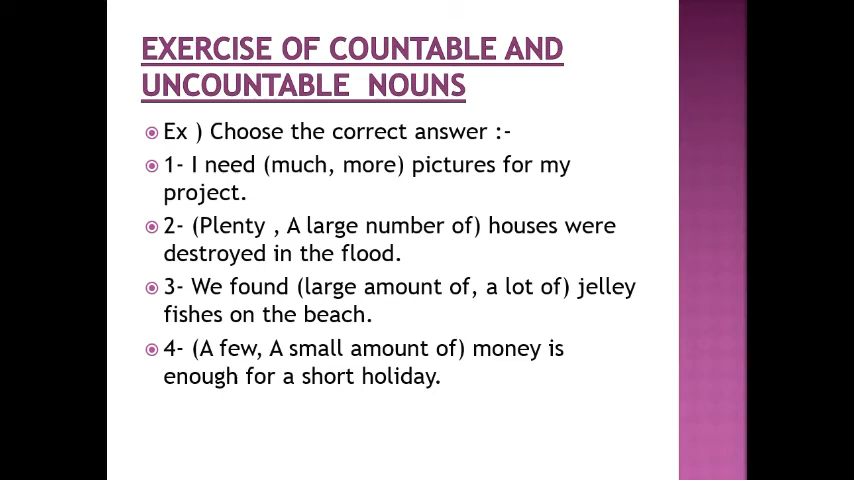 EXERCISE OF COUNTABLE AND
UNCOUNTABLE NOUNS
Ex ) Choose the correct answer :-
1- I need (much, more) pictures for my
project.
2- (Plenty , A large number of) houses were
destroyed in the flood.
3- We found (large amount of, a lot of) jelley
fishes on the beach.
4- (A few, A small amount of) money is
enough for a short holiday.